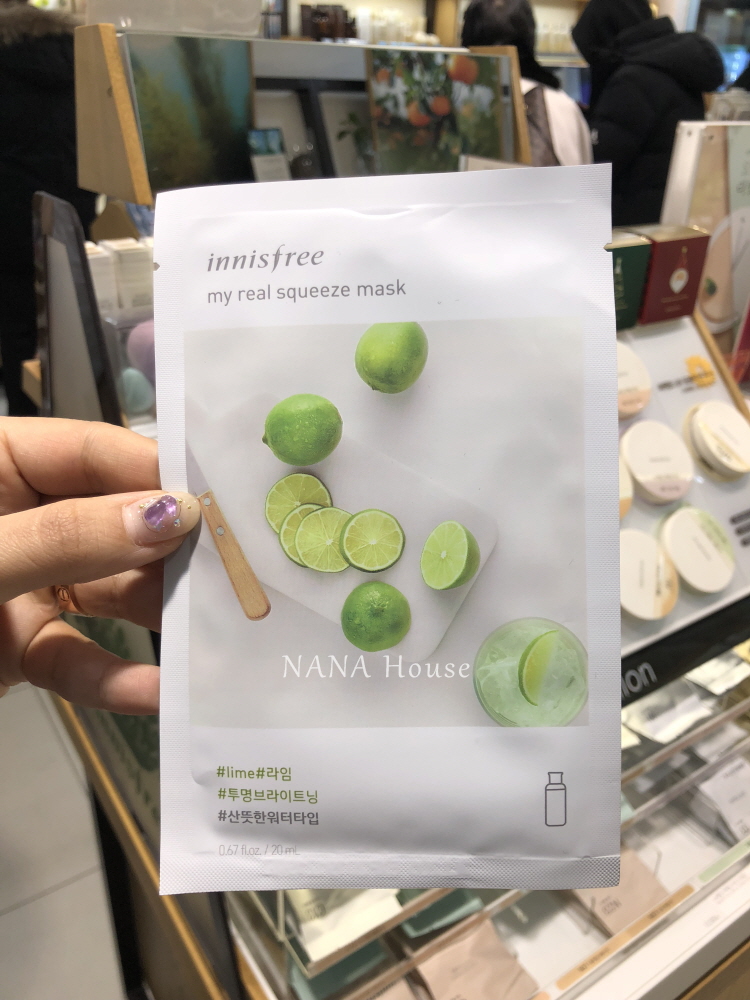 innisfree
my real squeeze mask
NANA House
#lime#라임
#투명브라이트닝
#산뜻한워터타입
0.67 fl.oz. / 20 mL